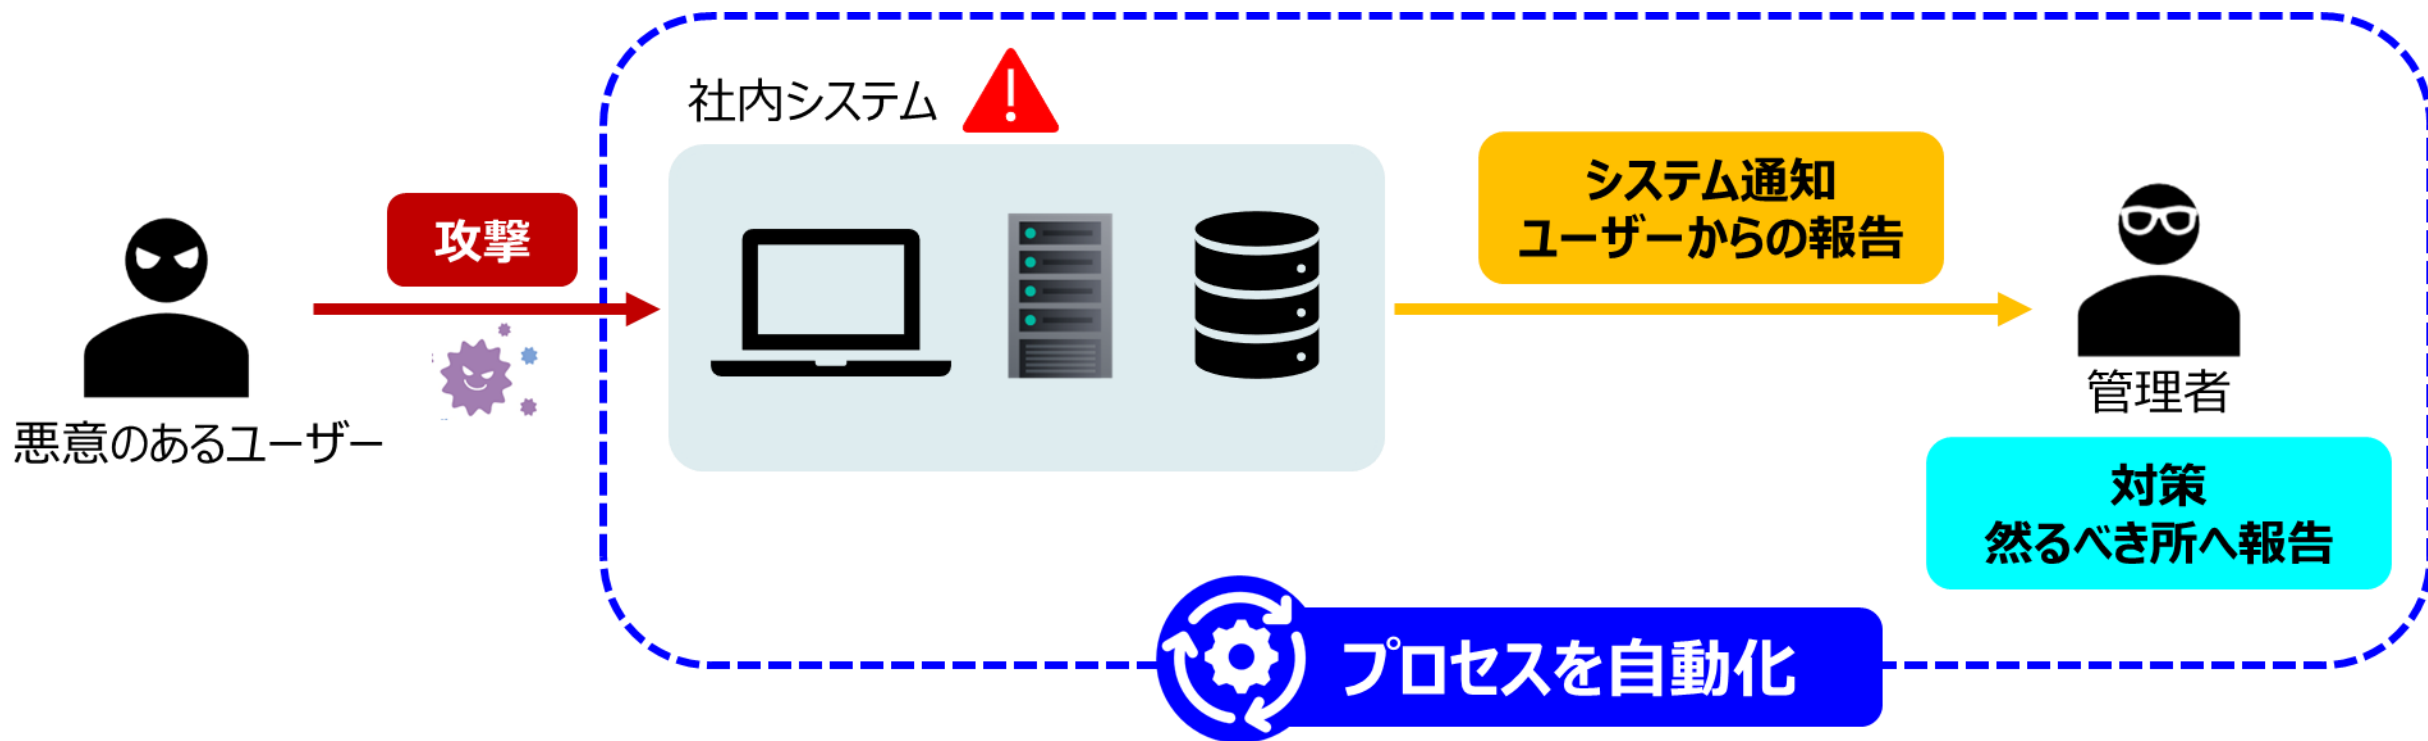 社内システム
攻撃
悪意のあるユーザー
システム通知
ユーザーからの報告
管理者
対策
然るべき所へ報告
プロセスを自動化